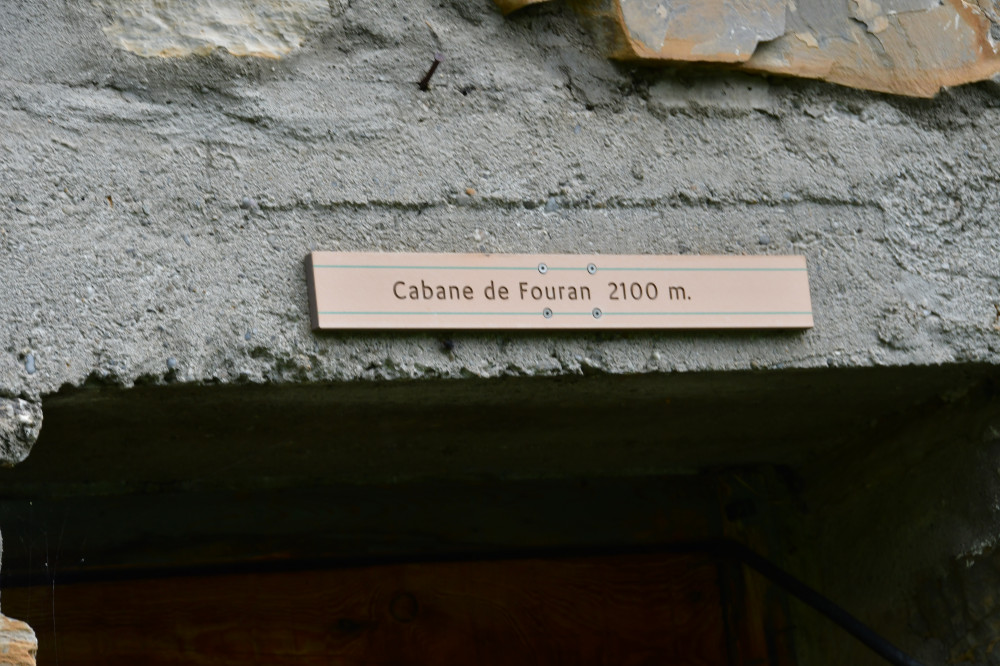 Cabane de Fouran 2100 m.